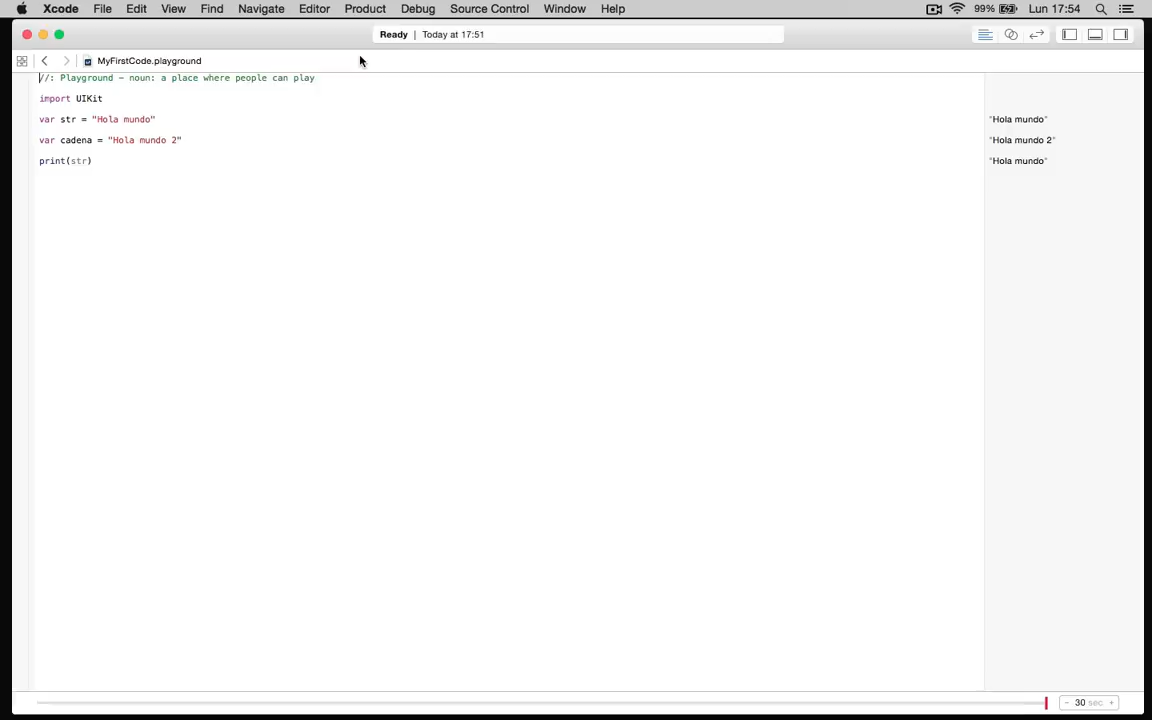 Xcode File Edit View Find Navigate Editor Product Debug Source Control Window Help 99% Lun 17:54
Ready | Today at 17:51
MyFirstCode.playground
//: Playground - noun: a place where people can play
import UIKit
var str = "Hola mundo" "Hola mundo"
var cadena = "Hola mundo 2" "Hola mundo 2"
print(str) "Hola mundo"
- 30 sec +